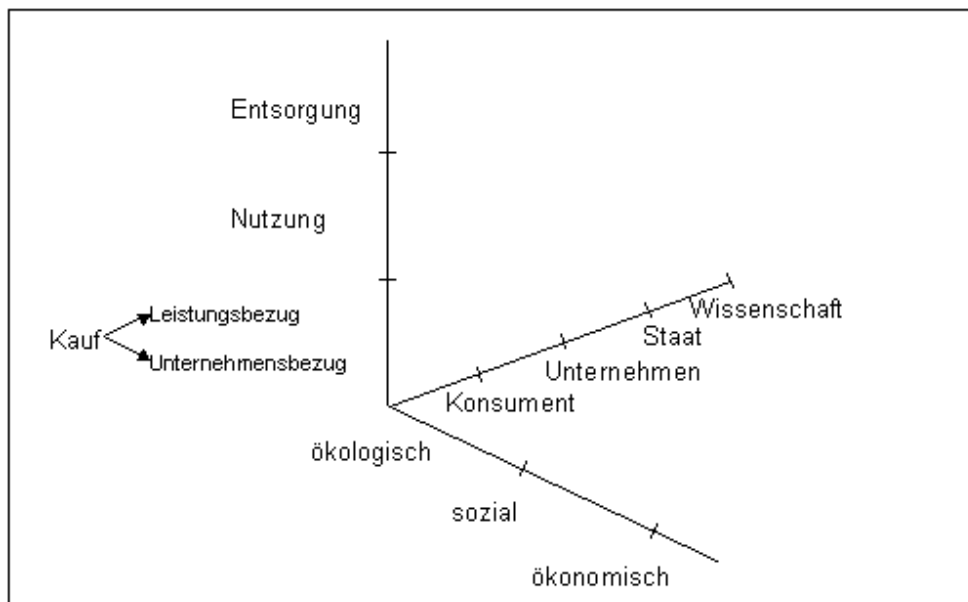 Entsorgung
Nutzung
Leistungsbezug
Kauf
Unternehmensbezug
Wissenschaft
Staat
Unternehmen
Konsument
ökologisch
sozial
ökonomisch